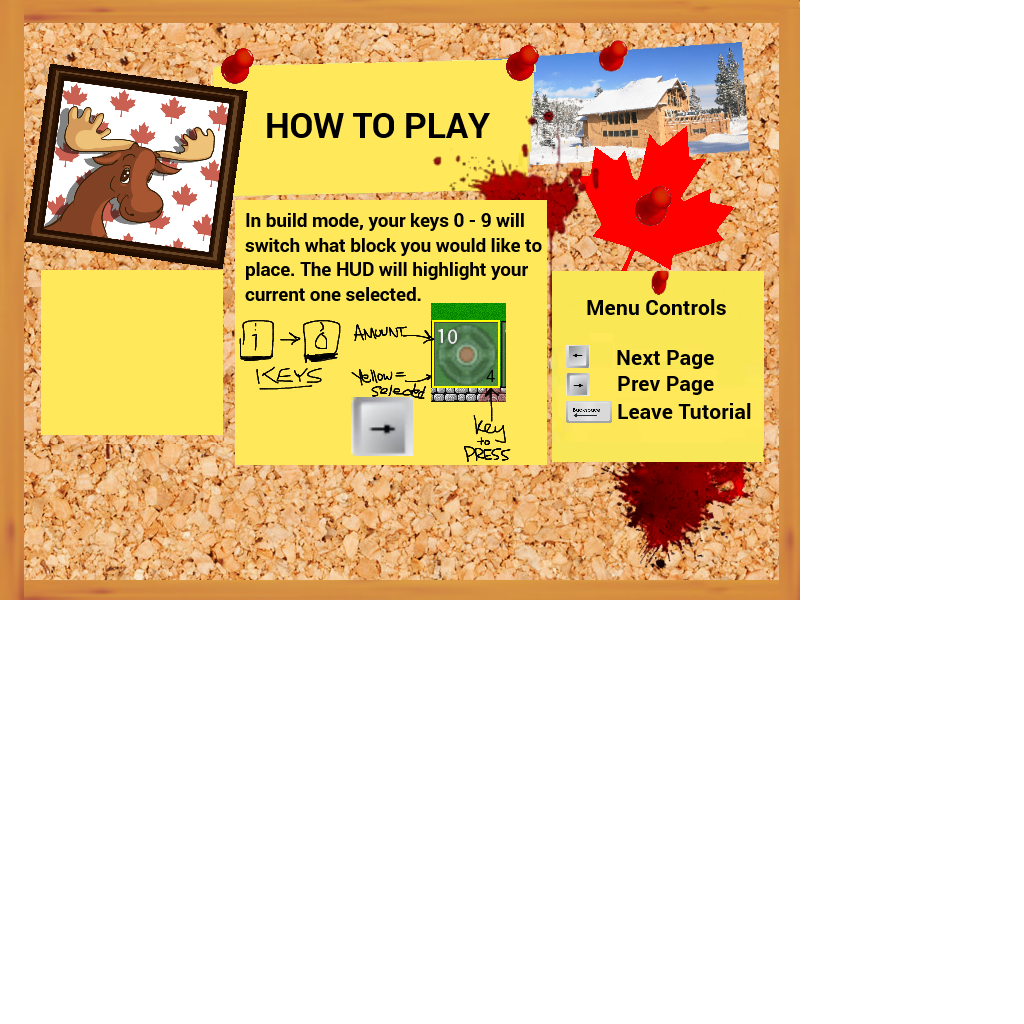 HOW TO PLAY
In build mode, your keys 0 - 9 will
switch what block you would like to
place. The HUD will highlight your
current one selected.
1 → 0
KEYS
AMOUNT
Yellow =
selected
10
4
Key
to
PRESS
Menu Controls
Next Page
Prev Page
Backspace
Leave Tutorial